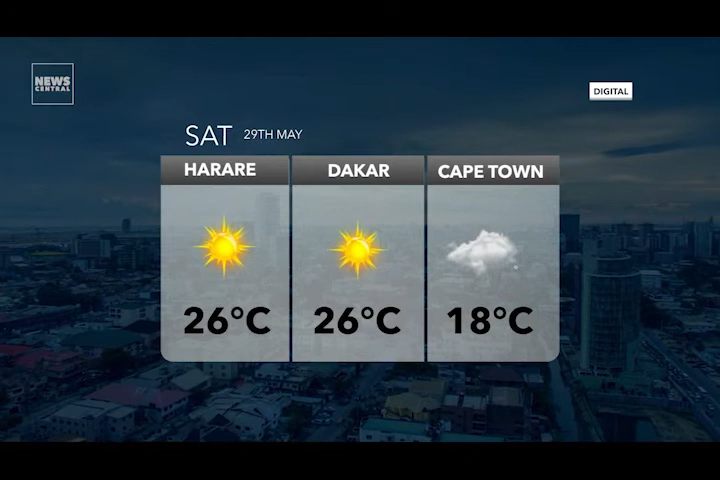 NEWS
CENTRAL
DIGITAL
SAT 29TH MAY
HARARE DAKAR CAPE TOWN
26°C 26°C 18°C